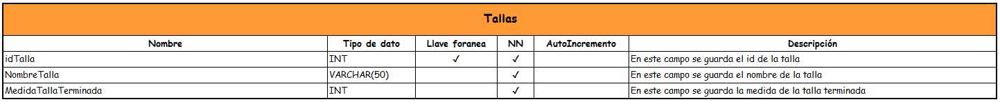 Tallas
Nombre Tipo de dato Llave foranea NN AutoIncremento Descripción
idTalla INT ✓ ✓ En este campo se guarda el id de la talla
NombreTalla VARCHAR(50) ✓ En este campo se guarda el nombre de la talla
MedidaTallaTerminada INT ✓ En este campo se guarda la medida de la talla terminada